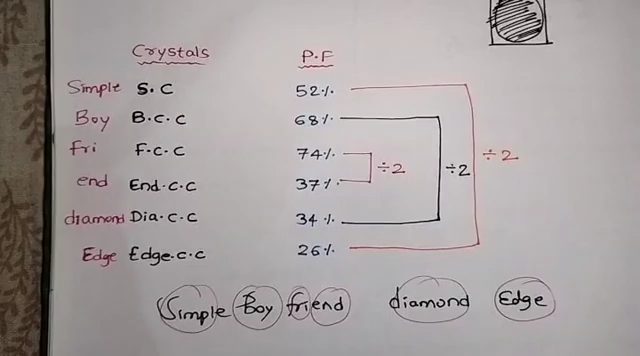 Crystals P.F
Simple S.C 52%
Boy B.C.C 68%
Fri F.C.C 74%
end End.C.C 37%
÷2 ÷2 ÷2
diamond Dia.C.C 34%
Edge Edge.C.C 26%
Simple Boy friend diamond Edge